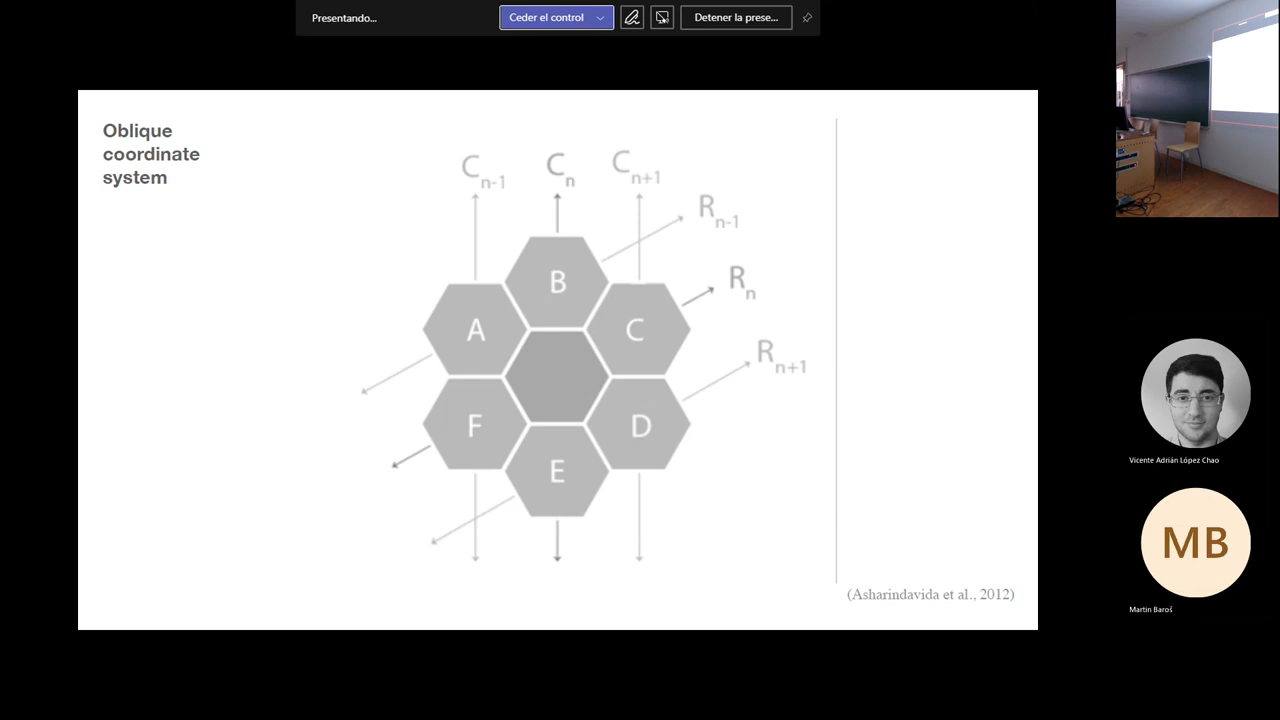 Presentando...
Ceder el control
Detener la prese...
Oblique
coordinate
system
C n-1
C n
C n+1
R n-1
R n
R n+1
B
A
C
F
D
E
(Asharindavida et al., 2012)
Vicente Adrián López Chao
MB
Martin Baroš